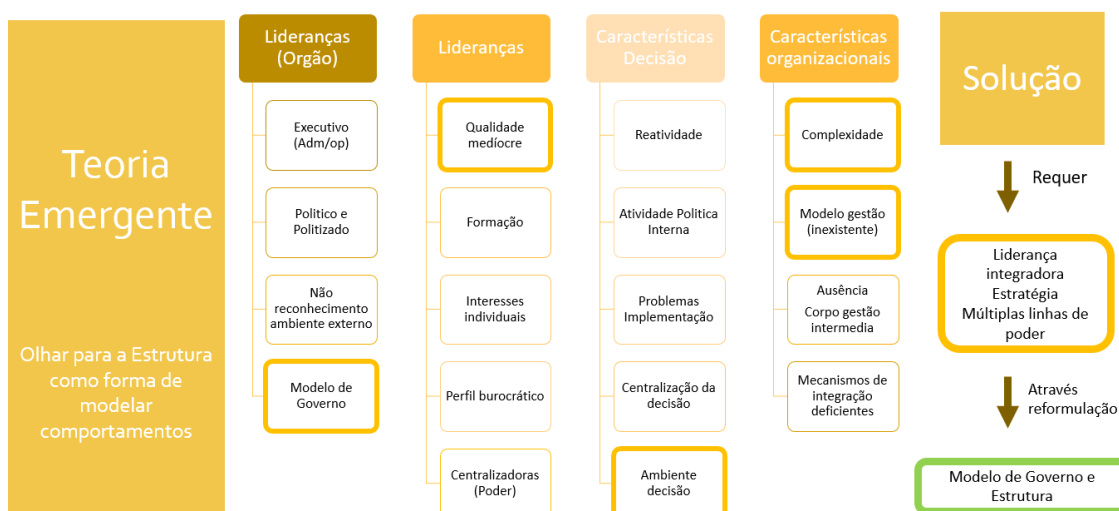 Teoria
Emergente
Olhar para a Estrutura
como forma de
modelar
comportamentos
Lideranças
(Orgão)
Executivo
(Adm/op)
Politico e
Politizado
Não
reconhecimento
ambiente externo
Modelo de
Governo
Lideranças
Qualidade
medíocre
Formação
Interesses
individuais
Perfil burocrático
Centralizadoras
(Poder)
Características
Decisão
Reatividade
Atividade Politica
Interna
Problemas
Implementação
Centralização da
decisão
Ambiente
decisão
Características
organizacionais
Complexidade
Modelo gestão
(inexistente)
Ausência
Corpo gestão
intermedia
Mecanismos de
integração
deficientes
Solução
Requer
Liderança
integradora
Estratégia
Múltiplas linhas de
poder
Através
reformulação
Modelo de Governo e
Estrutura